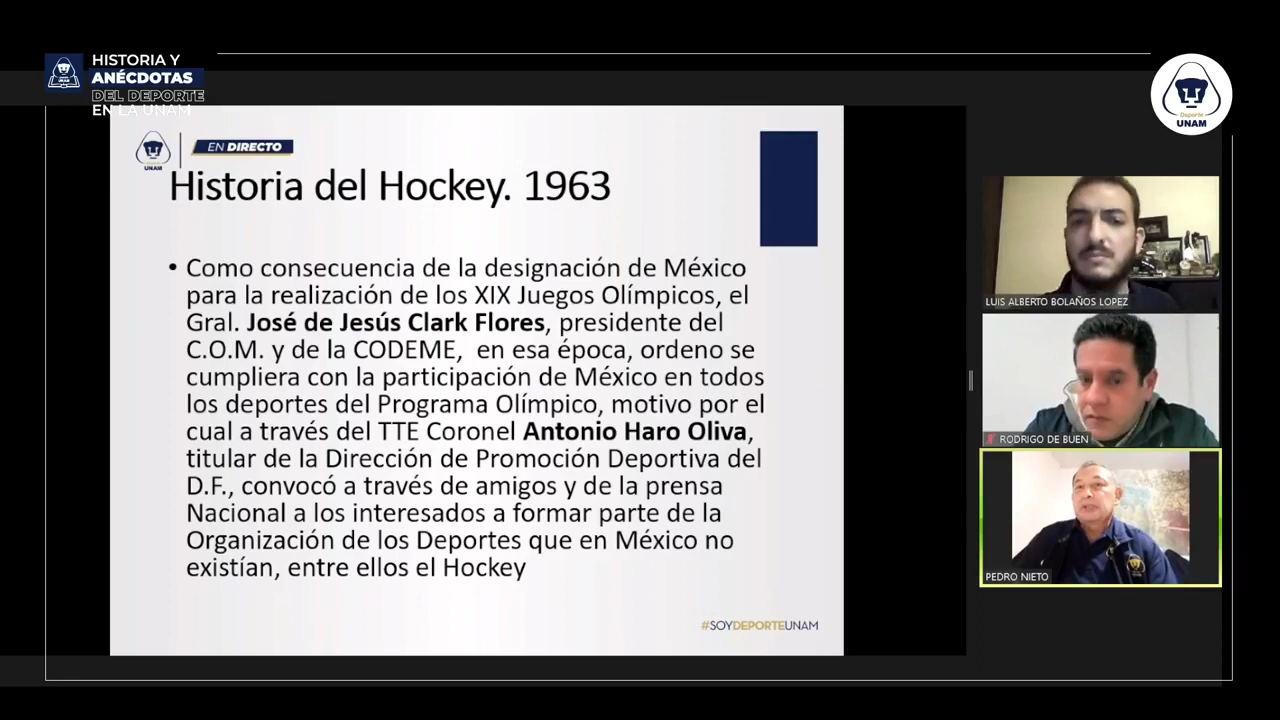 HISTORIA Y
ANÉCDOTAS
DEL DEPORTE
EN LA UNAM
Deporte
UNAM
UNAM
EN DIRECTO
Historia del Hockey. 1963
• Como consecuencia de la designación de México
para la realización de los XIX Juegos Olímpicos, el
Gral. José de Jesús Clark Flores, presidente del
C.O.M. y de la CODEME, en esa época, ordeno se
cumpliera con la participación de México en todos
los deportes del Programa Olímpico, motivo por el
cual a través del TTE Coronel Antonio Haro Oliva,
titular de la Dirección de Promoción Deportiva del
D.F., convocó a través de amigos y de la prensa
Nacional a los interesados a formar parte de la
Organización de los Deportes que en México no
existían, entre ellos el Hockey
#SOYDEPORTEUNAM
LUIS ALBERTO BOLAÑOS LOPEZ
RODRIGO DE BUEN
PEDRO NIETO